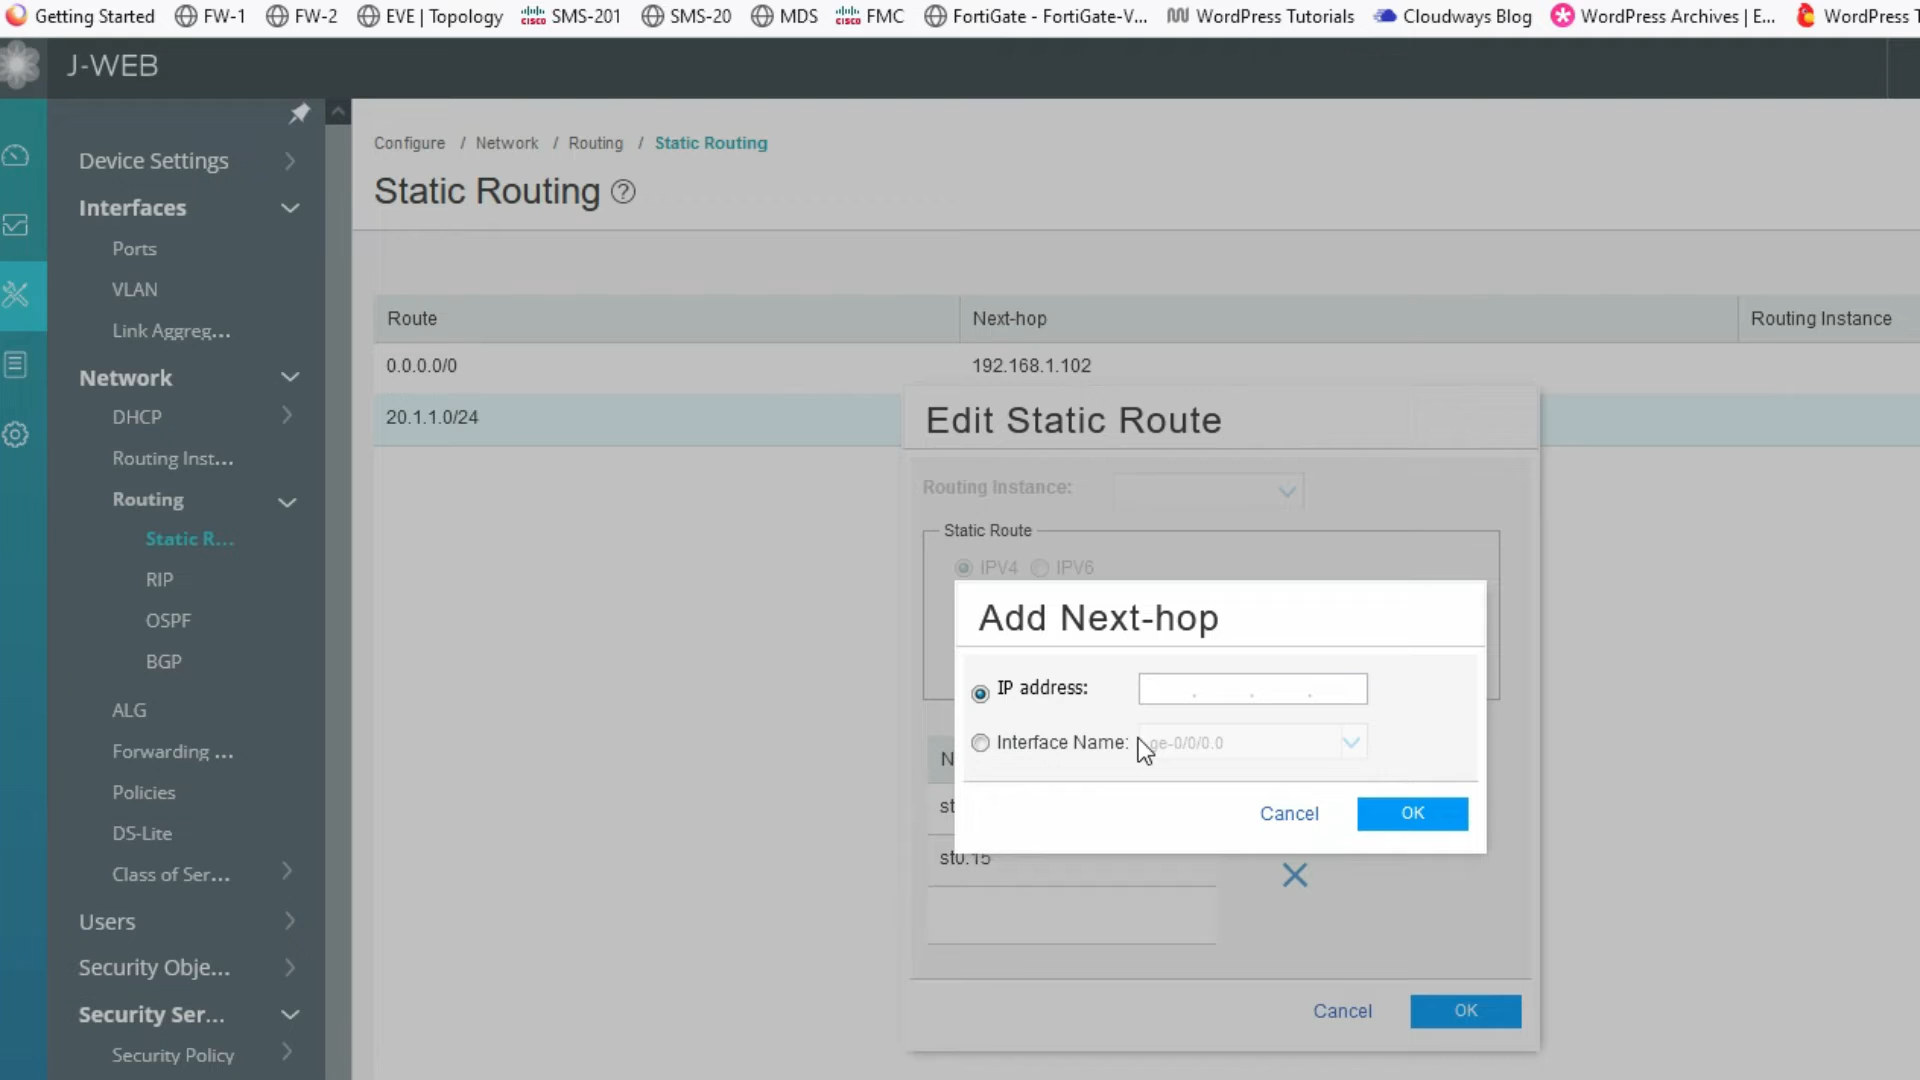 Getting Started FW-1 FW-2 EVE | Topology SMS-201 SMS-20 MDS FMC FortiGate - FortiGate-V... WordPress Tutorials Cloudways Blog WordPress Archives | E... WordPress T
J-WEB
Device Settings
Interfaces
Ports
VLAN
Link Aggreg...
Network
DHCP
Routing Inst...
Routing
Static R...
RIP
OSPF
BGP
ALG
Forwarding ...
Policies
DS-Lite
Class of Ser...
Users
Security Obje...
Security Ser...
Security Policy
Configure / Network / Routing / Static Routing
Static Routing ?
Route Next-hop Routing Instance
0.0.0.0/0 192.168.1.102
20.1.1.0/24
Edit Static Route
Routing Instance:
Static Route
IPV4 IPV6
Add Next-hop
IP address: . . .
Interface Name: ge-0/0/0.0
Cancel OK
N
st
st0.15
Cancel OK